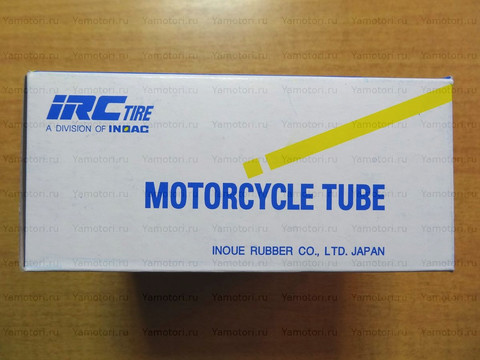 iRC TIRE
A DIVISION OF INOAC
MOTORCYCLE TUBE
INOUE RUBBER CO., LTD. JAPAN
Yamotori.ru